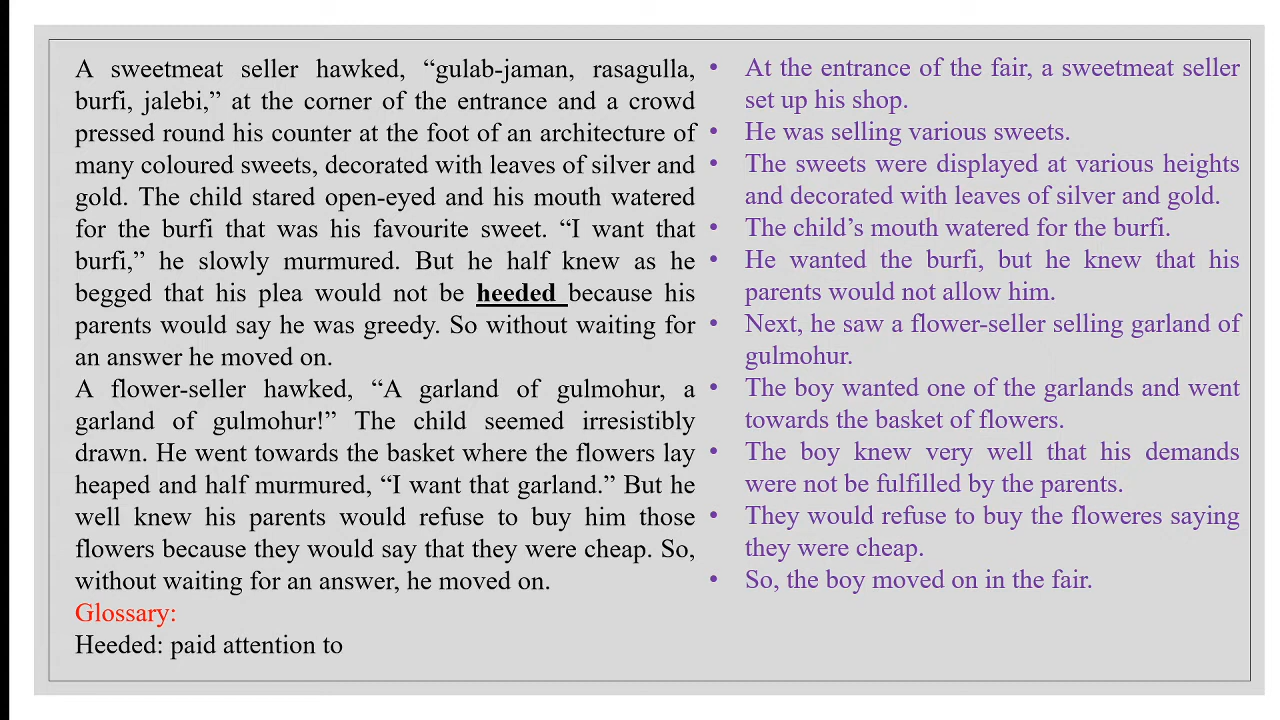 A sweetmeat seller hawked, “gulab-jaman, rasagulla,
burfi, jalebi,” at the corner of the entrance and a crowd
pressed round his counter at the foot of an architecture of
many coloured sweets, decorated with leaves of silver and
gold. The child stared open-eyed and his mouth watered
for the burfi that was his favourite sweet. “I want that
burfi,” he slowly murmured. But he half knew as he
begged that his plea would not be heeded because his
parents would say he was greedy. So without waiting for
an answer he moved on.
A flower-seller hawked, “A garland of gulmohur, a
garland of gulmohur!” The child seemed irresistibly
drawn. He went towards the basket where the flowers lay
heaped and half murmured, “I want that garland.” But he
well knew his parents would refuse to buy him those
flowers because they would say that they were cheap. So,
without waiting for an answer, he moved on.
Glossary:
Heeded: paid attention to
• At the entrance of the fair, a sweetmeat seller
set up his shop.
• He was selling various sweets.
• The sweets were displayed at various heights
and decorated with leaves of silver and gold.
• The child’s mouth watered for the burfi.
• He wanted the burfi, but he knew that his
parents would not allow him.
• Next, he saw a flower-seller selling garland of
gulmohur.
• The boy wanted one of the garlands and went
towards the basket of flowers.
• The boy knew very well that his demands
were not be fulfilled by the parents.
• They would refuse to buy the floweres saying
they were cheap.
• So, the boy moved on in the fair.